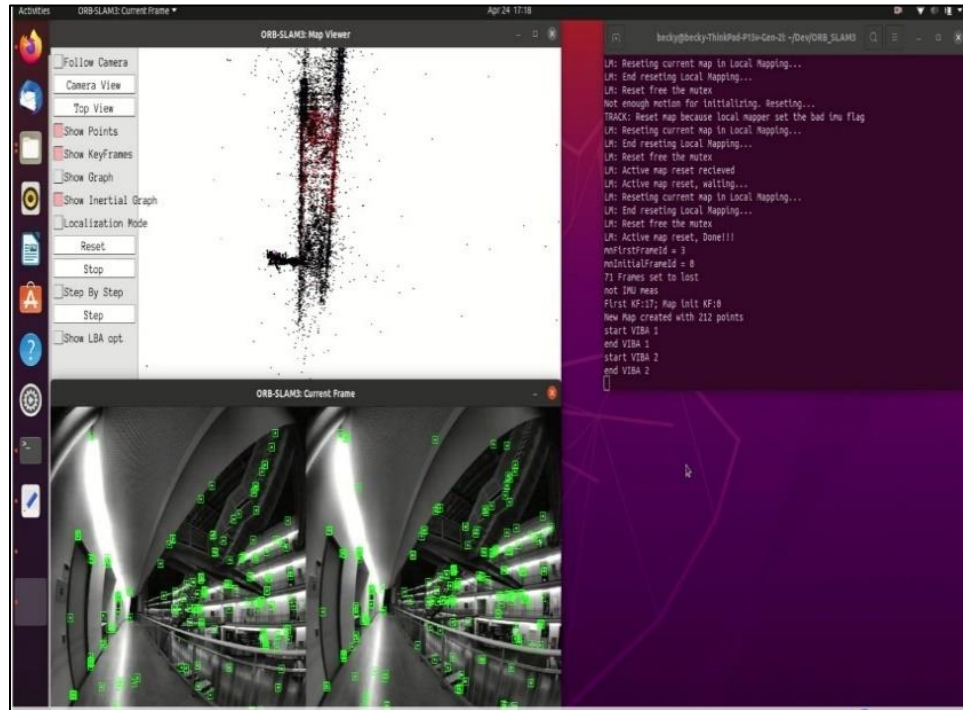 Activities
ORB-SLAM3: Current Frame
Apr 24 17:18
ORB-SLAM3: Map Viewer
Follow Camera
Camera View
Top View
Show Points
Show KeyFrames
Show Graph
Show Inertial Graph
Localization Mode
Reset
Stop
Step By Step
Step
Show LBA opt
becky@becky-ThinkPad-P15v-Gen-2i: ~/Dev/ORB_SLAM3
LM: Reseting current map in Local Mapping...
LM: End reseting Local Mapping...
LM: Reset free the mutex
Not enough motion for initializing. Reseting...
TRACK: Reset map because local mapper set the bad imu flag
LM: Reseting current map in Local Mapping...
LM: End reseting Local Mapping...
LM: Reset free the mutex
LM: Active map reset recieved
LM: Active map reset, waiting...
LM: Reseting current map in Local Mapping...
LM: End reseting Local Mapping...
LM: Reset free the mutex
LM: Active map reset, Done!!!
mnFirstFrameId = 3
mnInitialFrameId = 0
71 Frames set to lost
not IMU meas
First KF:17; Map init KF:0
New Map created with 212 points
start VIBA 1
end VIBA 1
start VIBA 2
end VIBA 2
ORB-SLAM3: Current Frame